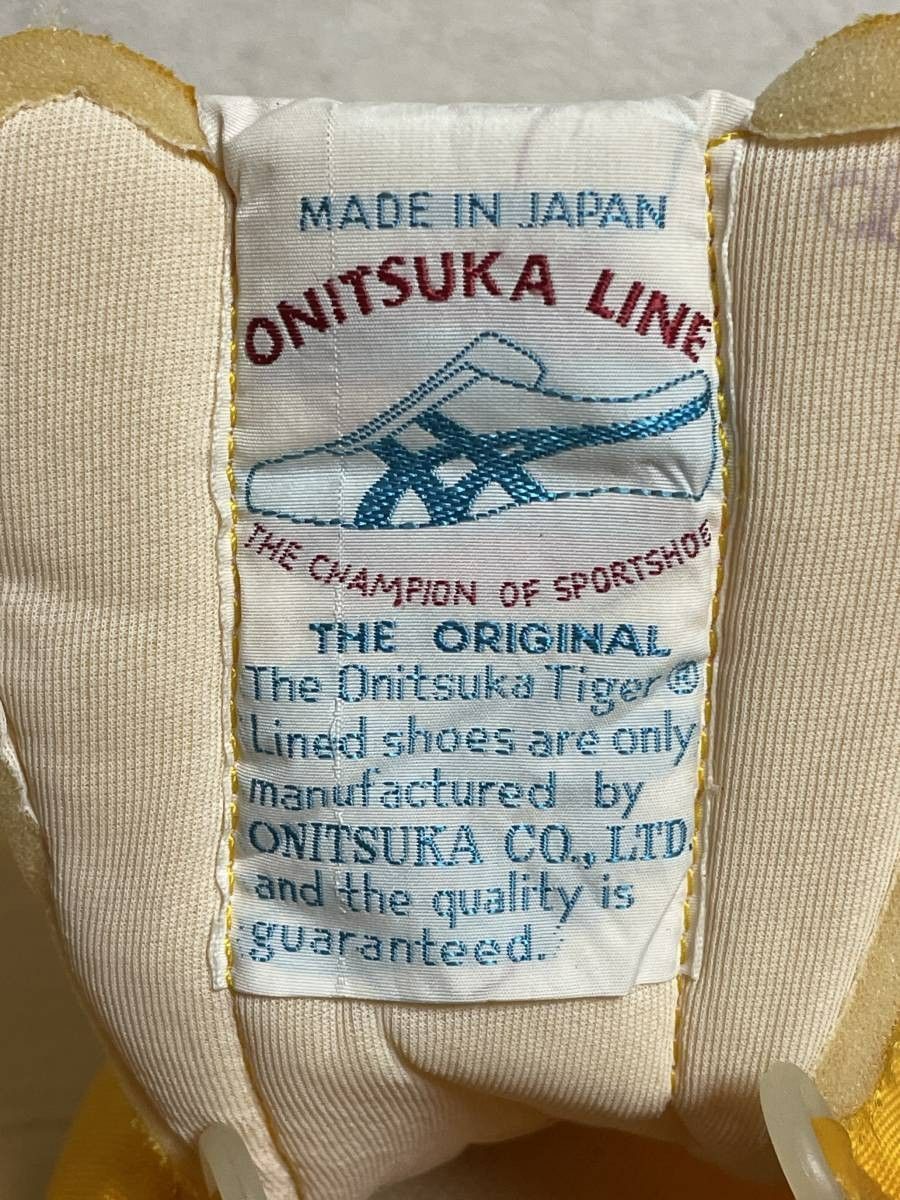 MADE IN JAPAN
ONITSUKA LINE
THE CHAMPION OF SPORTSHOE
THE ORIGINAL
The Onitsuka Tiger®
Lined shoes are only
manufactured by
ONITSUKA CO., LTD.
and the quality is
guaranteed.